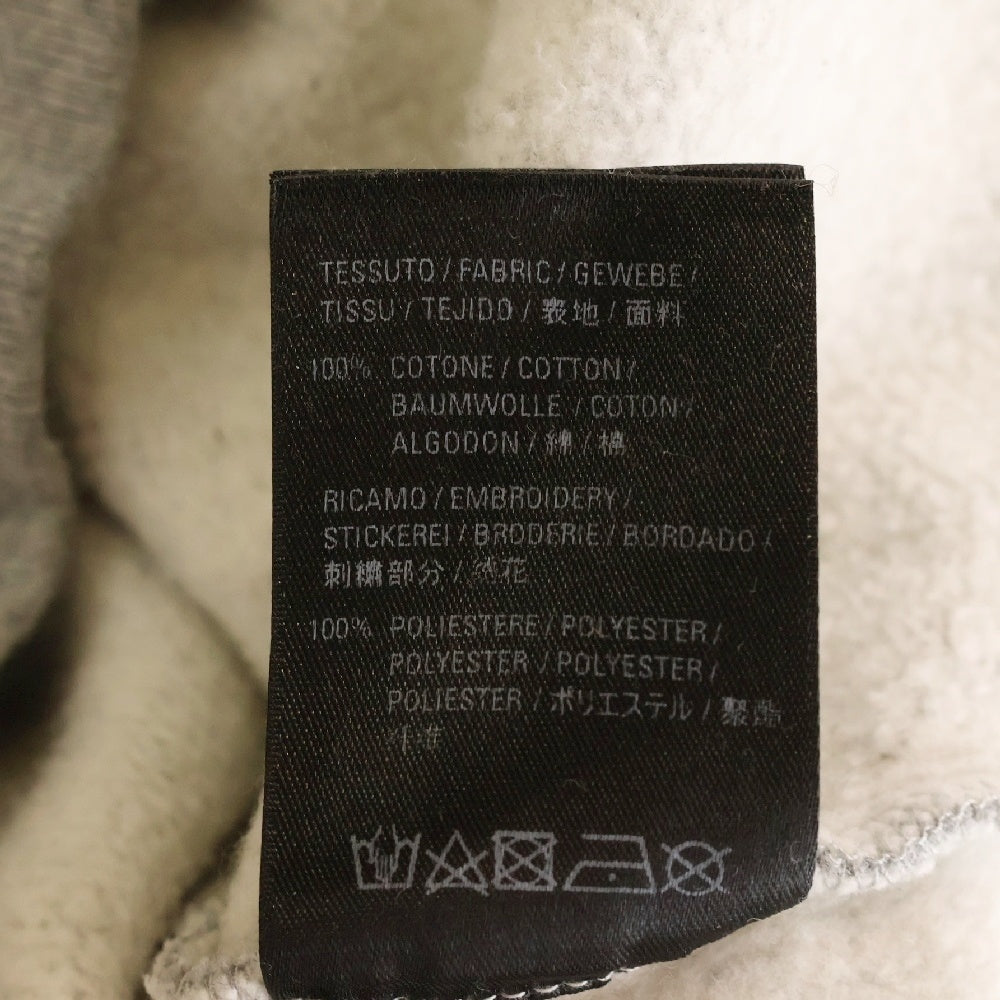 TESSUTO / FABRIC / GEWEBE /
TISSU / TEJIDO / 表地 / 面料
100% COTONE / COTTON /
BAUMWOLLE / COTON /
ALGODON / 綿 / 棉
RICAMO / EMBROIDERY /
STICKEREI / BRODERIE / BORDADO /
刺繍部分 / 绣花
100% POLIESTERE / POLYESTER /
POLYESTER / POLYESTER /
POLIESTER / ポリエステル / 聚酯
纤维